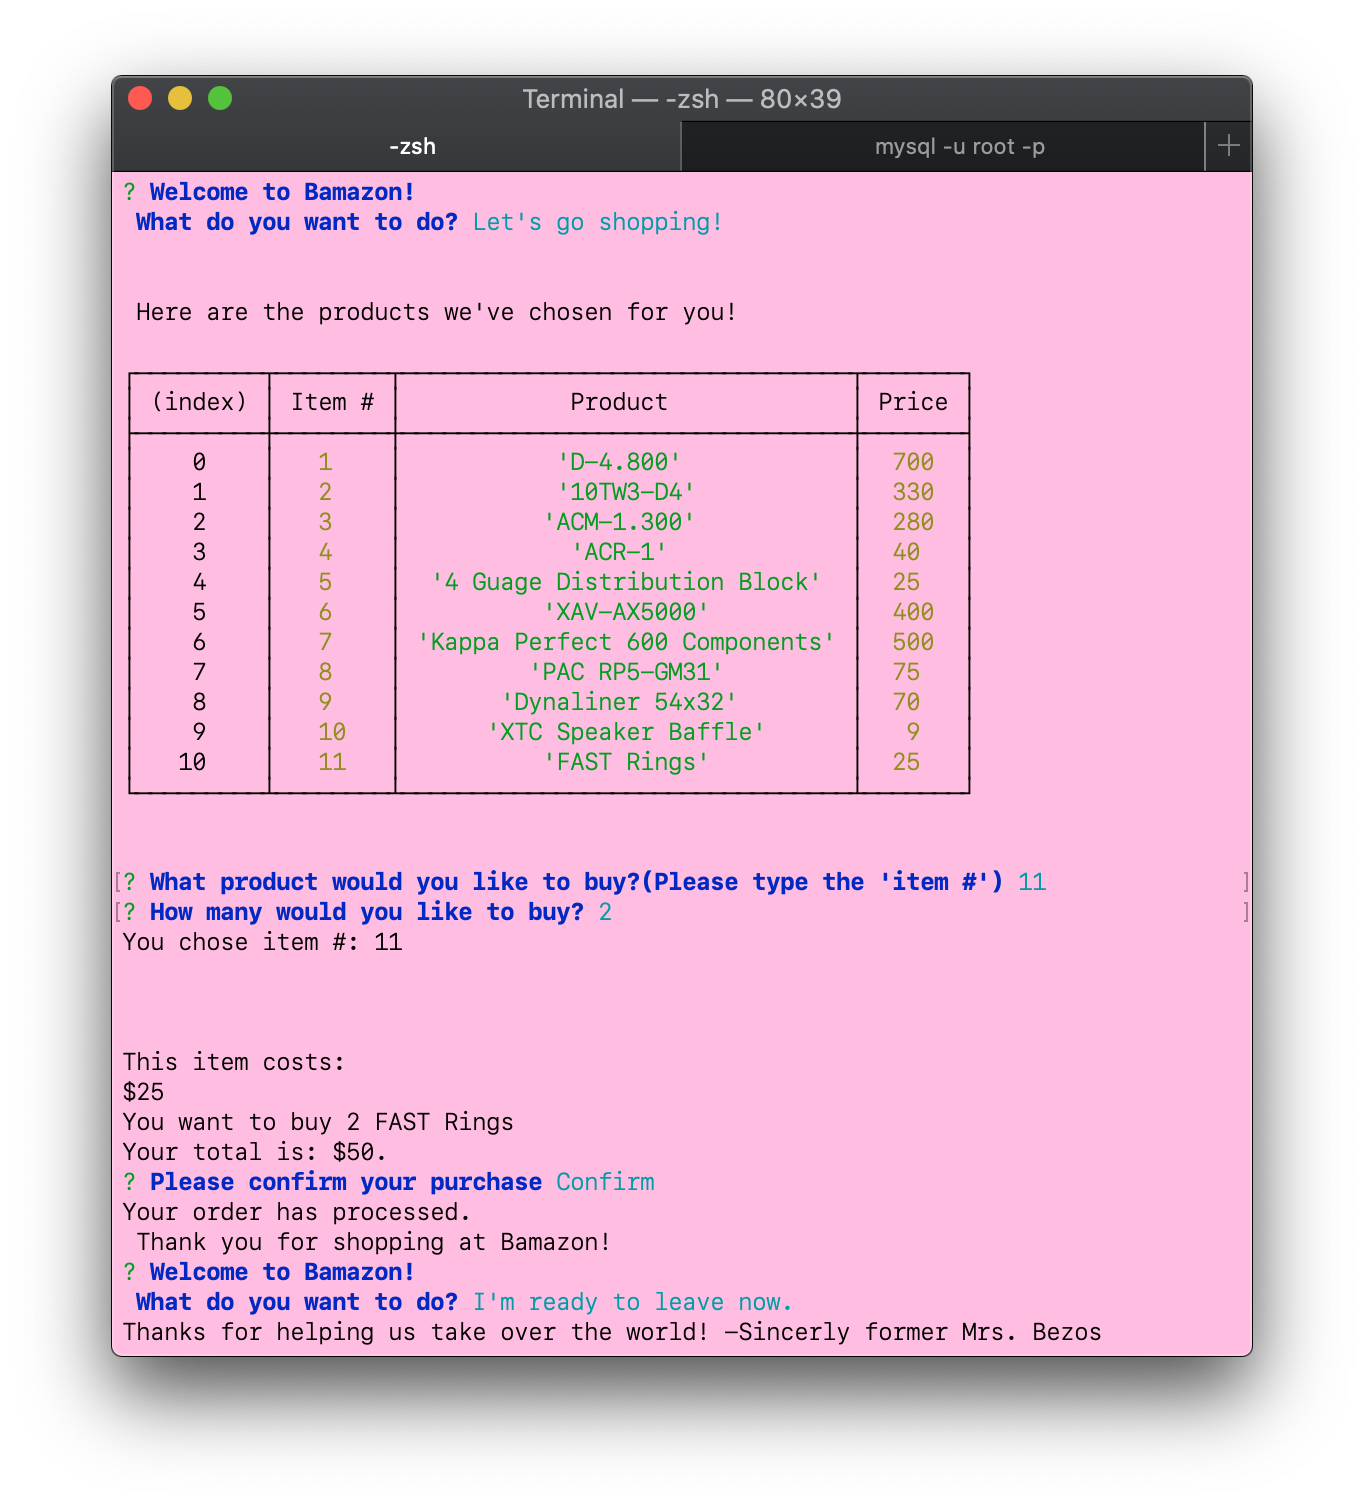 Terminal — -zsh — 80×39
-zsh
mysql -u root -p
? Welcome to Bamazon!
What do you want to do? Let's go shopping!
Here are the products we've chosen for you!
(index) Item # Product Price
0 1 'D-4.800' 700
1 2 '10TW3-D4' 330
2 3 'ACM-1.300' 280
3 4 'ACR-1' 40
4 5 '4 Guage Distribution Block' 25
5 6 'XAV-AX5000' 400
6 7 'Kappa Perfect 600 Components' 500
7 8 'PAC RP5-GM31' 75
8 9 'Dynaliner 54x32' 70
9 10 'XTC Speaker Baffle' 9
10 11 'FAST Rings' 25
[? What product would you like to buy?(Please type the 'item #') 11 ]
[? How many would you like to buy? 2 ]
You chose item #: 11
This item costs:
$25
You want to buy 2 FAST Rings
Your total is: $50.
? Please confirm your purchase Confirm
Your order has processed.
Thank you for shopping at Bamazon!
? Welcome to Bamazon!
What do you want to do? I'm ready to leave now.
Thanks for helping us take over the world! -Sincerly former Mrs. Bezos